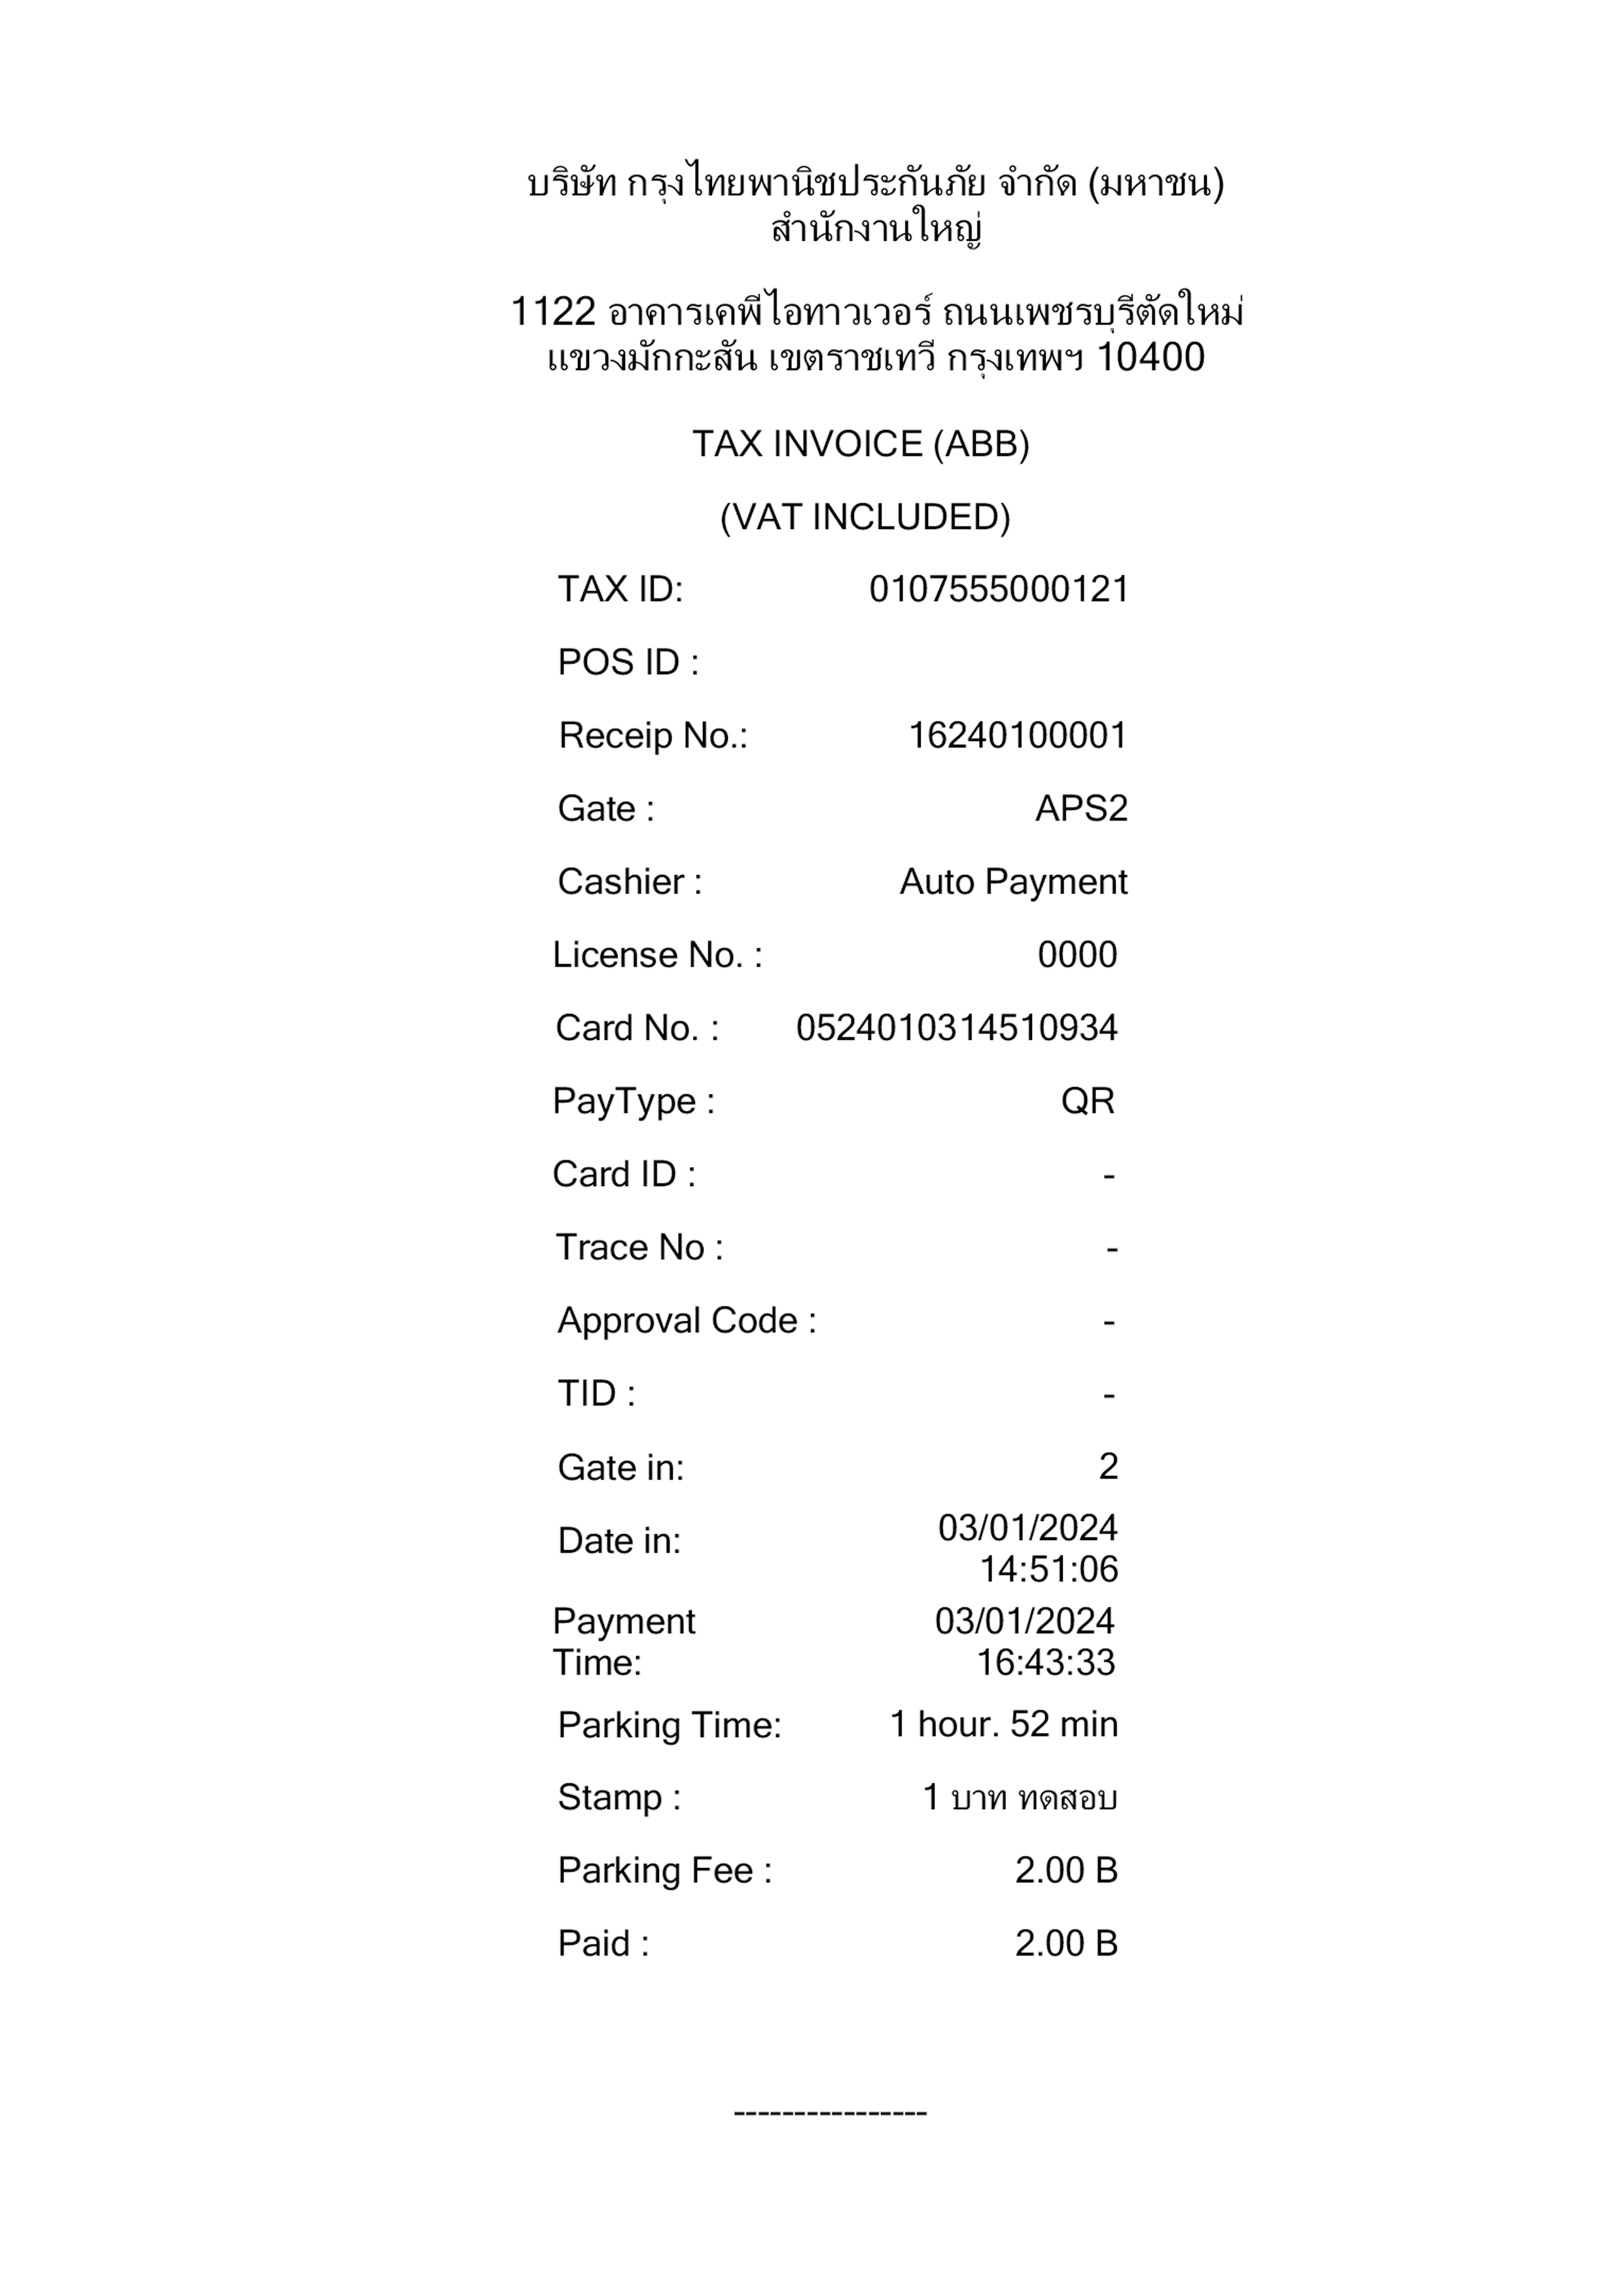 บริษัท กรุงไทยพานิชประกันภัย จำกัด (มหาชน)
สำนักงานใหญ่
1122 อาคารเคพีไอทาวเวอร์ ถนนเพชรบุรีตัดใหม่
แขวงมักกะสัน เขตราชเทวี กรุงเทพฯ 10400
TAX INVOICE (ABB)
(VAT INCLUDED)
TAX ID: 0107555000121
POS ID :
Receip No.: 16240100001
Gate : APS2
Cashier : Auto Payment
License No. : 0000
Card No. : 0524010314510934
PayType : QR
Card ID : -
Trace No : -
Approval Code : -
TID : -
Gate in: 2
Date in: 03/01/2024
14:51:06
Payment 03/01/2024
Time: 16:43:33
Parking Time: 1 hour. 52 min
Stamp : 1 บาท ทดสอบ
Parking Fee : 2.00 B
Paid : 2.00 B
----------------